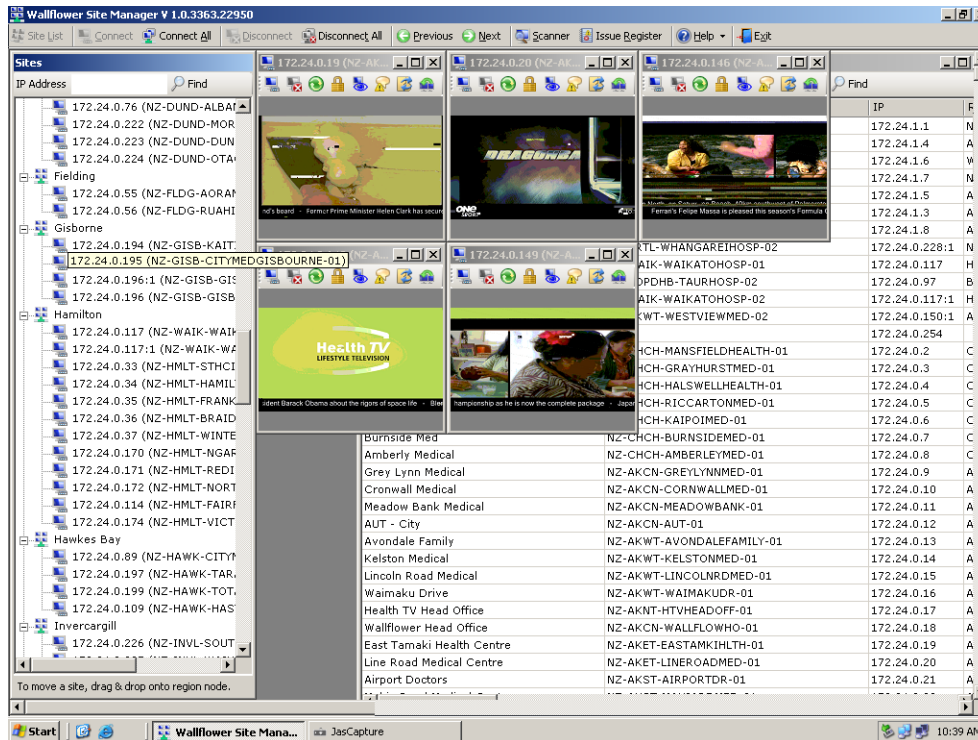 Wallflower Site Manager V 1.0.3363.22950
Site List Connect Connect All Disconnect Disconnect All Previous Next Scanner Issue Register Help Exit
Sites
IP Address Find
172.24.0.76 (NZ-DUND-ALBAN
172.24.0.222 (NZ-DUND-MOR
172.24.0.223 (NZ-DUND-DUN
172.24.0.224 (NZ-DUND-OTA
Fielding
172.24.0.55 (NZ-FLDG-AORAN
172.24.0.56 (NZ-FLDG-RUAHI
Gisborne
172.24.0.194 (NZ-GISB-KAIT
172.24.0.195 (NZ-GISB-CITYMEDGISBOURNE-01)
172.24.0.196:1 (NZ-GISB-GIS
172.24.0.196 (NZ-GISB-GISB
Hamilton
172.24.0.117 (NZ-WAIK-WAIK
172.24.0.117:1 (NZ-WAIK-WA
172.24.0.33 (NZ-HMLT-STHCI
172.24.0.34 (NZ-HMLT-HAMIL
172.24.0.35 (NZ-HMLT-FRANK
172.24.0.36 (NZ-HMLT-BRAID
172.24.0.37 (NZ-HMLT-WINTE
172.24.0.170 (NZ-HMLT-NGAR
172.24.0.171 (NZ-HMLT-REDI
172.24.0.172 (NZ-HMLT-NORT
172.24.0.114 (NZ-HMLT-FAIRF
172.24.0.174 (NZ-HMLT-VICT
Hawkes Bay
172.24.0.89 (NZ-HAWK-CITYM
172.24.0.197 (NZ-HAWK-TAR
172.24.0.199 (NZ-HAWK-TOT
172.24.0.109 (NZ-HAWK-HAS
Invercargill
172.24.0.226 (NZ-INVL-SOUT
To move a site, drag & drop onto region node.
172.24.0.19 (NZ-AK...
nd's board - Former Prime Minister Helen Clark has secure
172.24.0.20 (NZ-AK...
DRAGONBA
ONE
172.24.0.146 (NZ-AK...
Ferrari's Felipe Massa is pleased this season's Formula
Health TV
LIFESTYLE TELEVISION
ident Barack Obama about the rigors of space life - Blen
172.24.0.149 (NZ-A...
hampionship as he is now the complete package - Japar
Find
IP
172.24.1.1
172.24.1.4
172.24.1.6
172.24.1.7
172.24.1.5
172.24.1.3
172.24.1.8
RTL-WHANGAREIHOSP-02 172.24.0.228:1
AIK-WAIKATOHOSP-01 172.24.0.117
OPDHB-TAURHOSP-02 172.24.0.97
AIK-WAIKATOHOSP-02 172.24.0.117:1
KWT-WESTVIEWMED-02 172.24.0.150:1
172.24.0.254
HCH-MANSFIELDHEALTH-01 172.24.0.2
HCH-GRAYHURSTMED-01 172.24.0.3
HCH-HALSWELLHEALTH-01 172.24.0.4
HCH-RICCARTONMED-01 172.24.0.5
HCH-KAIPOIMED-01 172.24.0.6
Burnside Med NZ-CHCH-BURNSIDEMED-01 172.24.0.7
Amberly Medical NZ-CHCH-AMBERLEYMED-01 172.24.0.8
Grey Lynn Medical NZ-AKCN-GREYLYNNMED-01 172.24.0.9
Cronwall Medical NZ-AKCN-CORNWALLMED-01 172.24.0.10
Meadow Bank Medical NZ-AKCN-MEADOWBANK-01 172.24.0.11
AUT - City NZ-AKCN-AUT-01 172.24.0.12
Avondale Family NZ-AKWT-AVONDALEFAMILY-01 172.24.0.13
Kelston Medical NZ-AKWT-KELSTONMED-01 172.24.0.14
Lincoln Road Medical NZ-AKWT-LINCOLNRDMED-01 172.24.0.15
Waimaku Drive NZ-AKWT-WAIMAKUDR-01 172.24.0.16
Health TV Head Office NZ-AKNT-HTVHEADOFF-01 172.24.0.17
Wallflower Head Office NZ-AKCN-WALLFLOWHO-01 172.24.0.18
East Tamaki Health Centre NZ-AKET-EASTAMKIHLTH-01 172.24.0.19
Line Road Medical Centre NZ-AKET-LINEROADMED-01 172.24.0.20
Airport Doctors NZ-AKST-AIRPORTDR-01 172.24.0.21
Start Wallflower Site Mana... JasCapture 10:39 AM